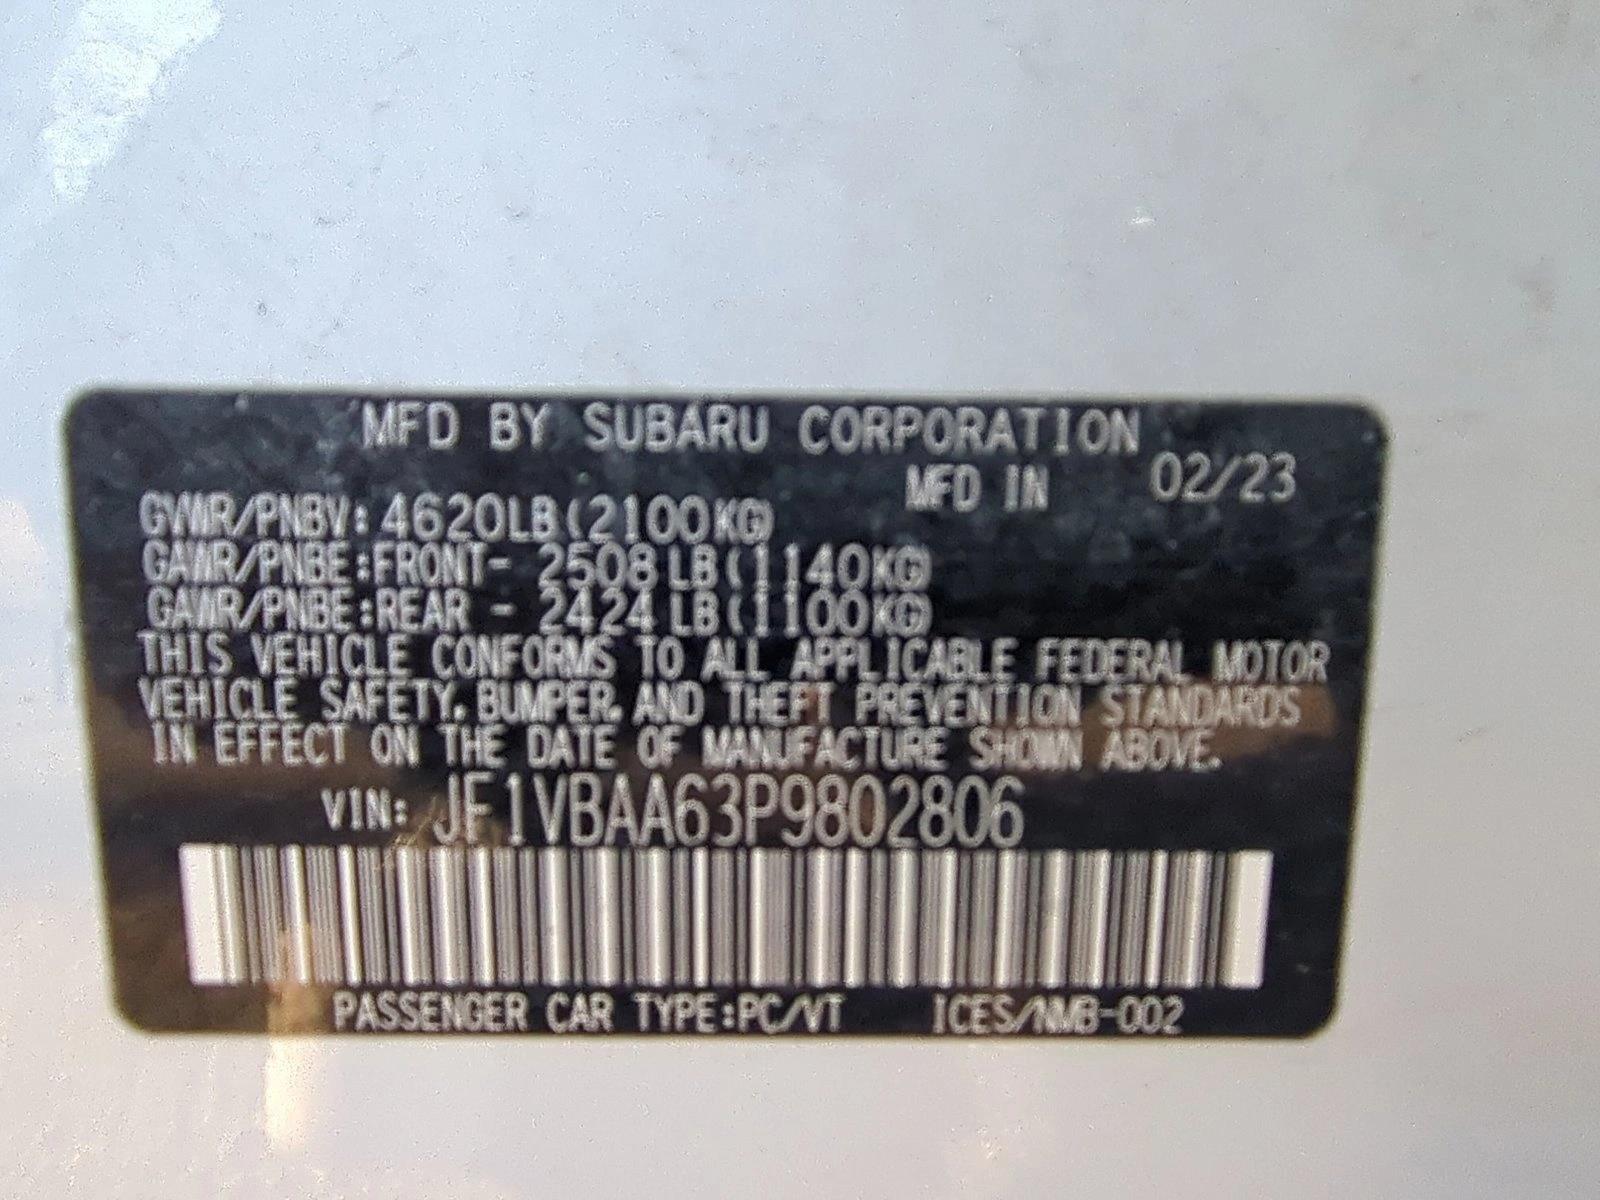 MFD BY SUBARU CORPORATION
MFD IN 02/23
GVWR/PNBV: 4620LB(2100KG)
GAWR/PNBE:FRONT- 2508LB(1140KG)
GAWR/PNBE:REAR - 2424LB(1100KG)
THIS VEHICLE CONFORMS TO ALL APPLICABLE FEDERAL MOTOR
VEHICLE SAFETY, BUMPER, AND THEFT PREVENTION STANDARDS
IN EFFECT ON THE DATE OF MANUFACTURE SHOWN ABOVE.
VIN: JF1VBAA63P9802806
PASSENGER CAR TYPE:PC/VT ICES/NMB-002